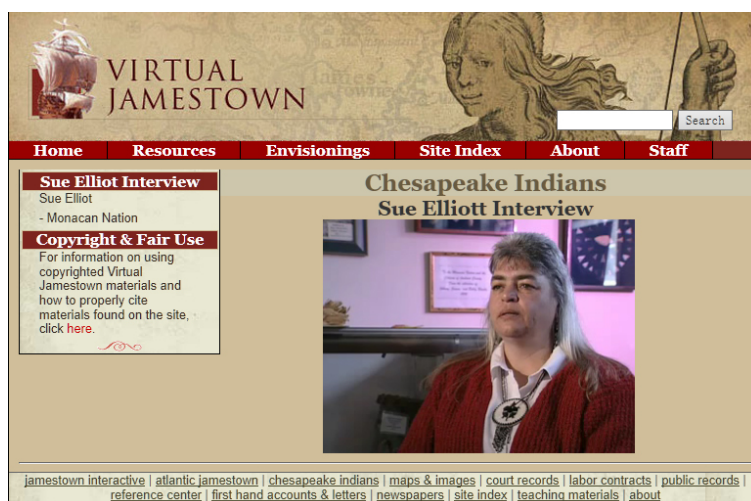 VIRTUAL
JAMESTOWN
Search
Home Resources Envisionings Site Index About Staff
Sue Elliot Interview
Sue Elliot
- Monacan Nation
Copyright & Fair Use
For information on using
copyrighted Virtual
Jamestown materials and
how to properly cite
materials found on the site,
click here.
Chesapeake Indians
Sue Elliott Interview
jamestown interactive | atlantic jamestown | chesapeake indians | maps & images | court records | labor contracts | public records |
reference center | first hand accounts & letters | newspapers | site index | teaching materials | about